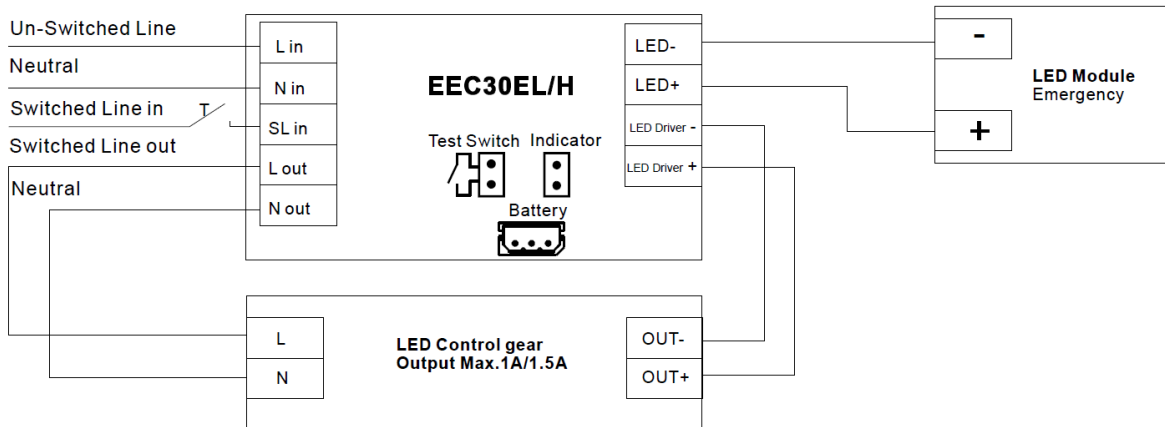 Un-Switched Line
Neutral
Switched Line in
T
Switched Line out
Neutral
L in
N in
SL in
L out
N out
EEC30EL/H
Test Switch
Indicator
Battery
LED-
LED+
LED Driver -
LED Driver +
-
+
LED Module
Emergency
L
N
LED Control gear
Output Max.1A/1.5A
OUT-
OUT+